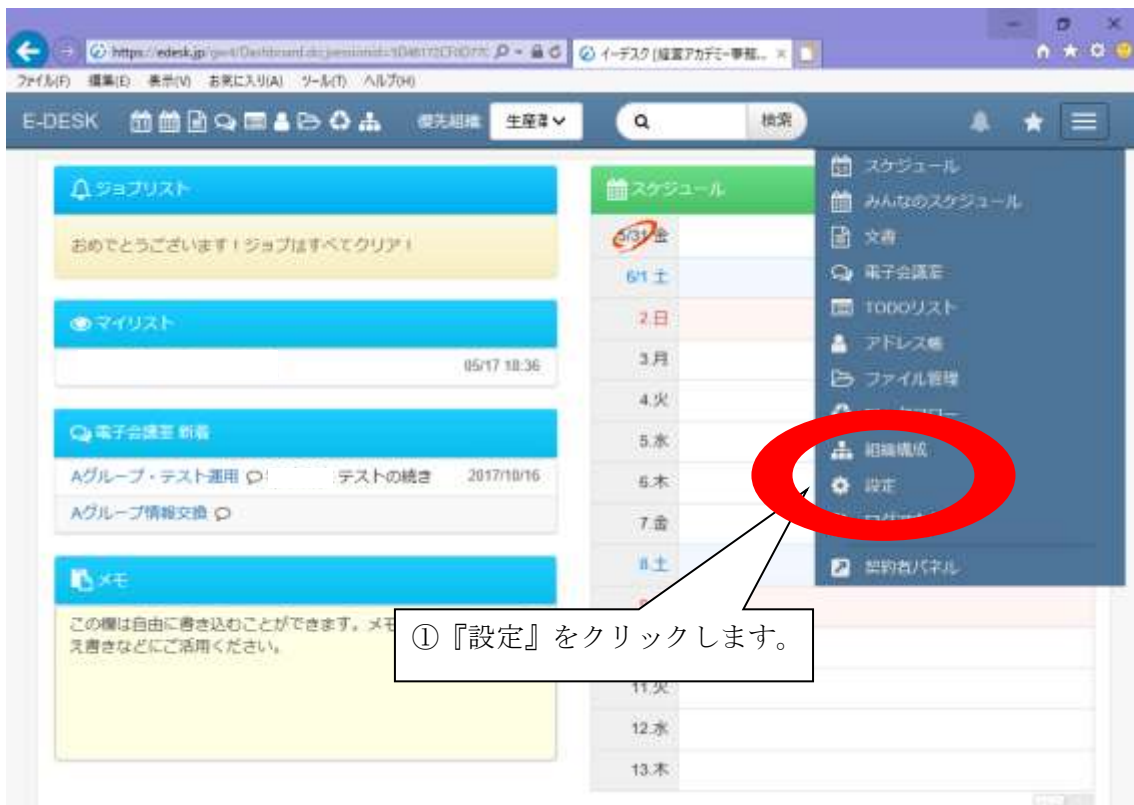 https://edesk.jp/
イーデスク [経営アカデミー事務...
ファイル(F) 編集(E) 表示(V) お気に入り(A) ツール(T) ヘルプ(H)
E-DESK 優先組織 検索
ジョブリスト
おめでとうございます！ジョブはすべてクリア！
マイリスト
05/17 18:36
電子会議室 新着
Aグループ・テスト運用 テストの続き 2017/10/16
Aグループ情報交換
メモ
この欄は自由に書き込むことができます。メモ
え書きなどにご活用ください。
スケジュール
5/31 金
6/1 土
2.日
3.月
4.火
5.水
6.木
7.金
8.土
11.火
12.水
13.木
スケジュール
みんなのスケジュール
文書
電子会議室
TODOリスト
アドレス帳
ファイル管理
組織構成
設定
契約者パネル
①『設定』をクリックします。